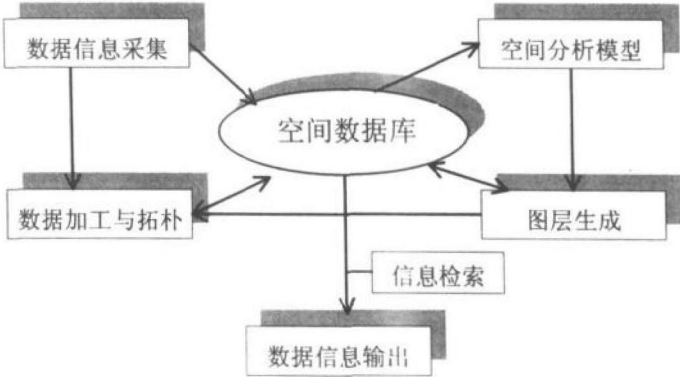 数据信息采集
空间分析模型
空间数据库
数据加工与拓朴
图层生成
信息检索
数据信息输出